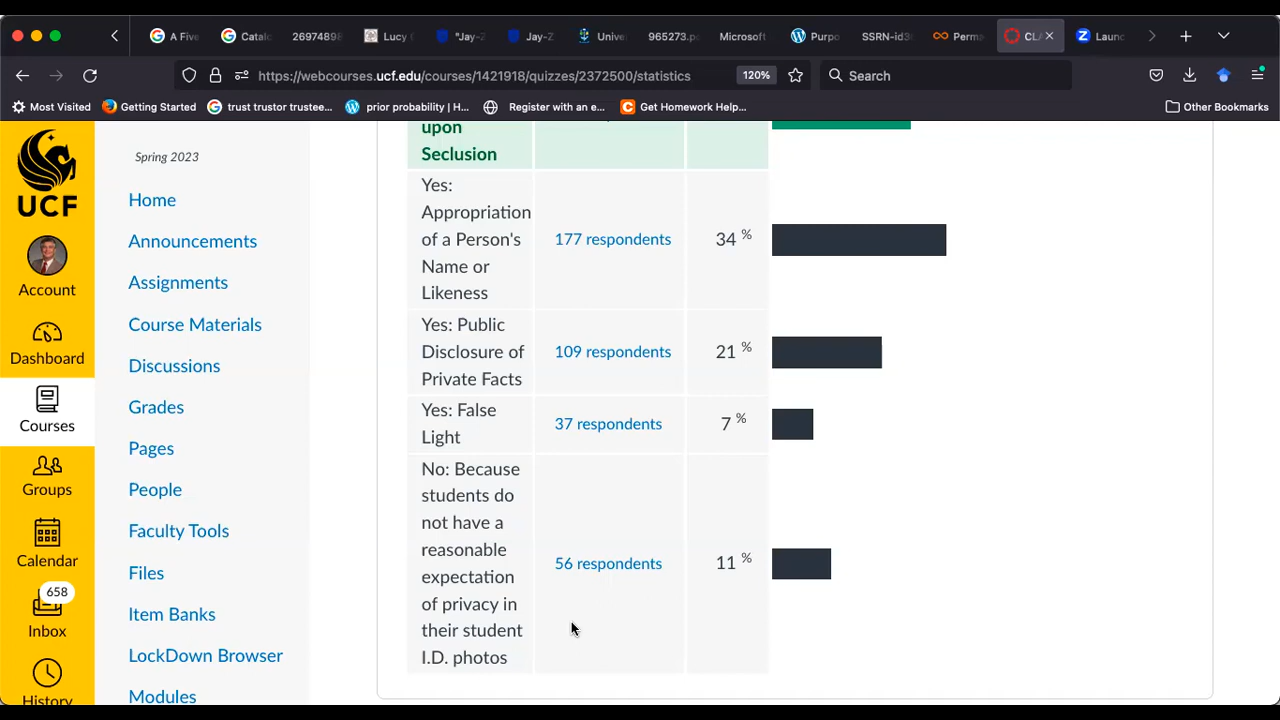 A Five
Catalo
26974898
Lucy
"Jay-Z
Jay-Z
Unive
965273.pd
Microsoft
Purpo
SSRN-id3
Perma
CLA
Launc
https://webcourses.ucf.edu/courses/1421918/quizzes/2372500/statistics
120%
Search
Most Visited
Getting Started
trust trustor trustee...
prior probability | H...
Register with an e...
Get Homework Help...
Other Bookmarks
UCF
Account
Dashboard
Courses
Groups
Calendar
658
Inbox
History
Spring 2023
Home
Announcements
Assignments
Course Materials
Discussions
Grades
Pages
People
Faculty Tools
Files
Item Banks
LockDown Browser
Modules
upon
Seclusion
Yes:
Appropriation
of a Person's
Name or
Likeness
177 respondents
34 %
Yes: Public
Disclosure of
Private Facts
109 respondents
21 %
Yes: False
Light
37 respondents
7 %
No: Because
students do
not have a
reasonable
expectation
of privacy in
their student
I.D. photos
56 respondents
11 %